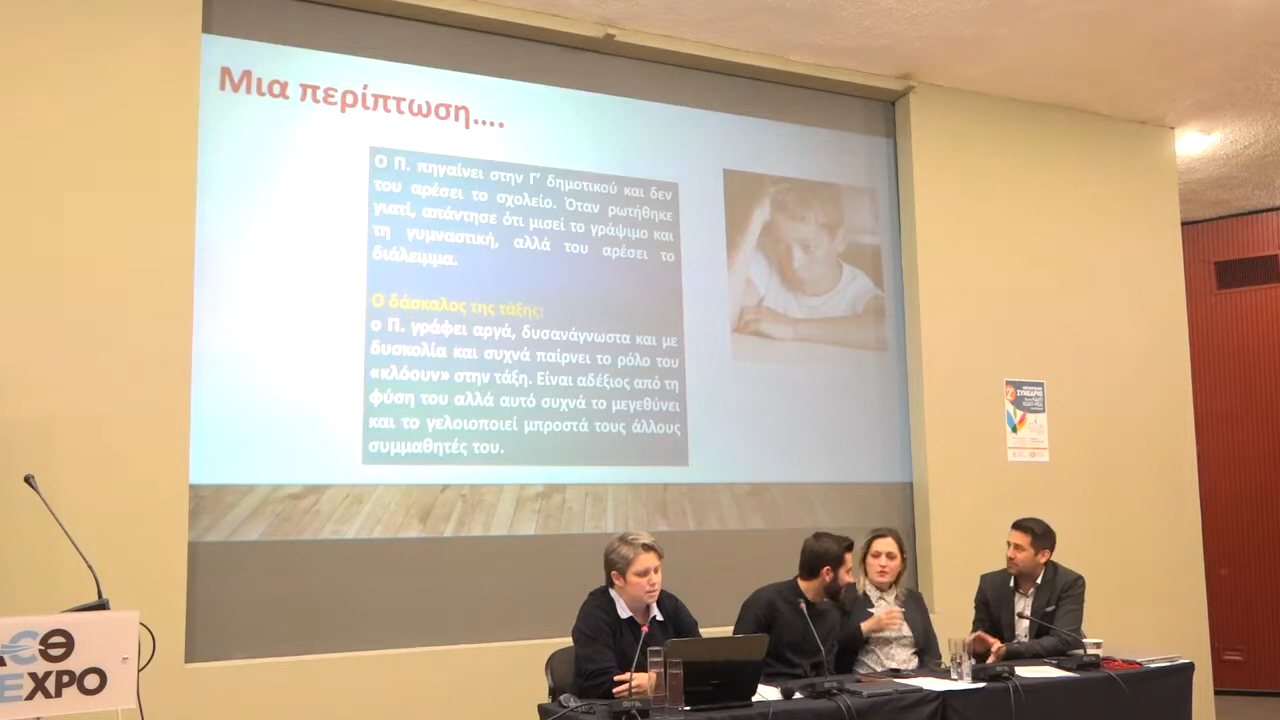 Μια περίπτωση....
Ο Π. πηγαίνει στην Γ’ δημοτικού και δεν
του αρέσει το σχολείο. Όταν ρωτήθηκε
γιατί, απάντησε ότι μισεί το γράψιμο και
τη γυμναστική, αλλά του αρέσει το
διάλειμμα.
Ο δάσκαλος της τάξης:
ο Π. γράφει αργά, δυσανάγνωστα και με
δυσκολία και συχνά παίρνει το ρόλο του
«κλόουν» στην τάξη. Είναι αδέξιος από τη
φύση του αλλά αυτό συχνά το μεγεθύνει
και το γελοιοποιεί μπροστά τους άλλους
συμμαθητές του.
ΣΥΝΕΔΡΙΟ
EXPO